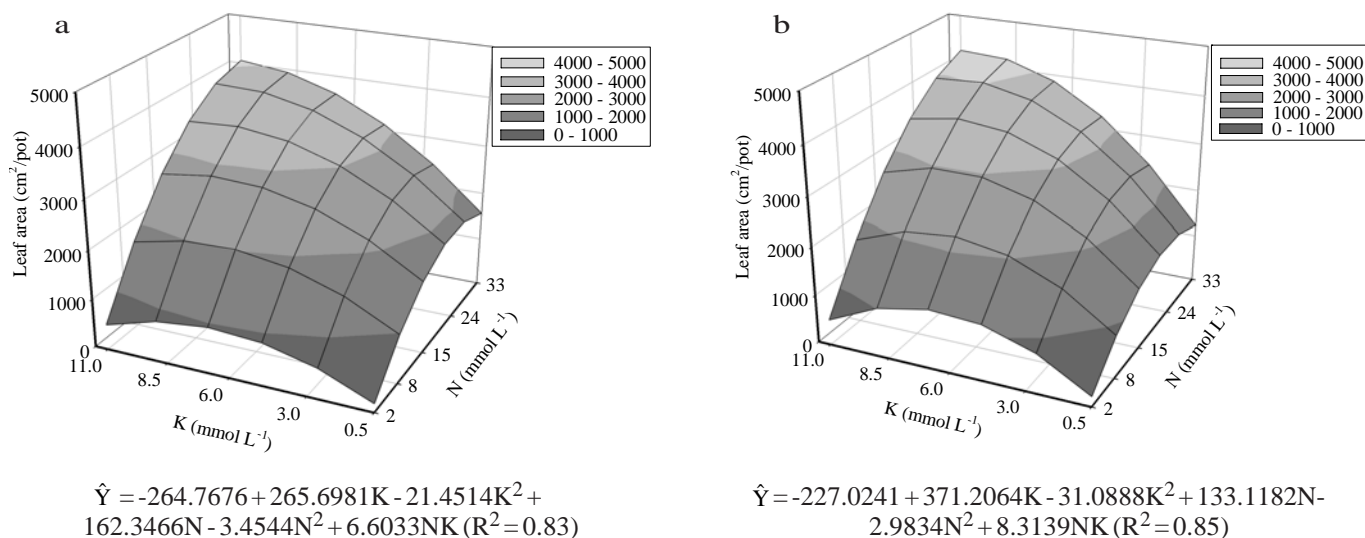 a
4000 - 5000
3000 - 4000
2000 - 3000
1000 - 2000
0 - 1000
5000
4000
3000
2000
1000
0
Leaf area (cm²/pot)
11.0
8.5
6.0
3.0
0.5
K (mmol L⁻¹)
2
8
15
24
33
N (mmol L⁻¹)
Ŷ = -264.7676 + 265.6981K - 21.4514K² +
162.3466N - 3.4544N² + 6.6033NK (R² = 0.83)
b
4000 - 5000
3000 - 4000
2000 - 3000
1000 - 2000
0 - 1000
5000
4000
3000
2000
1000
0
Leaf area (cm²/pot)
11.0
8.5
6.0
3.0
0.5
K (mmol L⁻¹)
2
8
15
24
33
N (mmol L⁻¹)
Ŷ = -227.0241 + 371.2064K - 31.0888K² + 133.1182N-
2.9834N² + 8.3139NK (R² = 0.85)